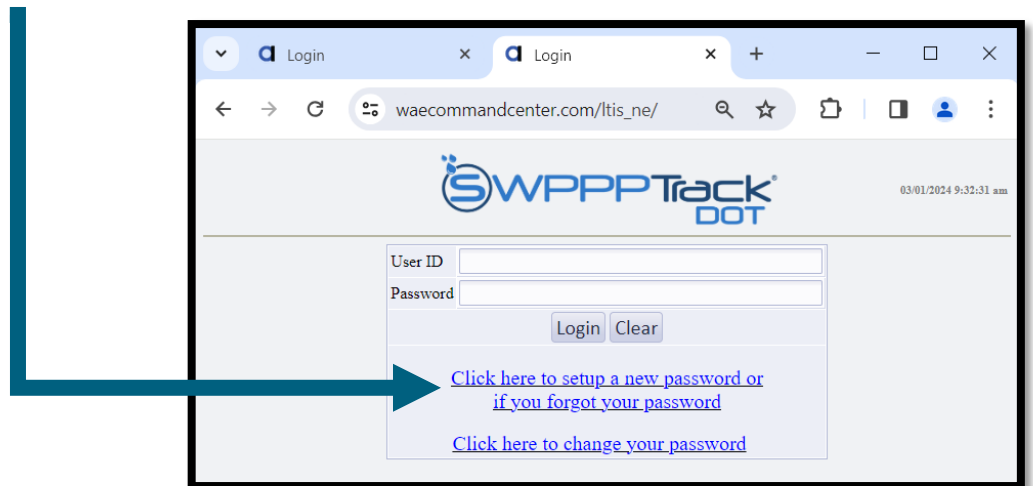 Login
Login
waecommandcenter.com/ltis_ne/
SWPPPTrack
DOT
03/01/2024 9:32:31 am
User ID
Password
Login Clear
Click here to setup a new password or
if you forgot your password
Click here to change your password